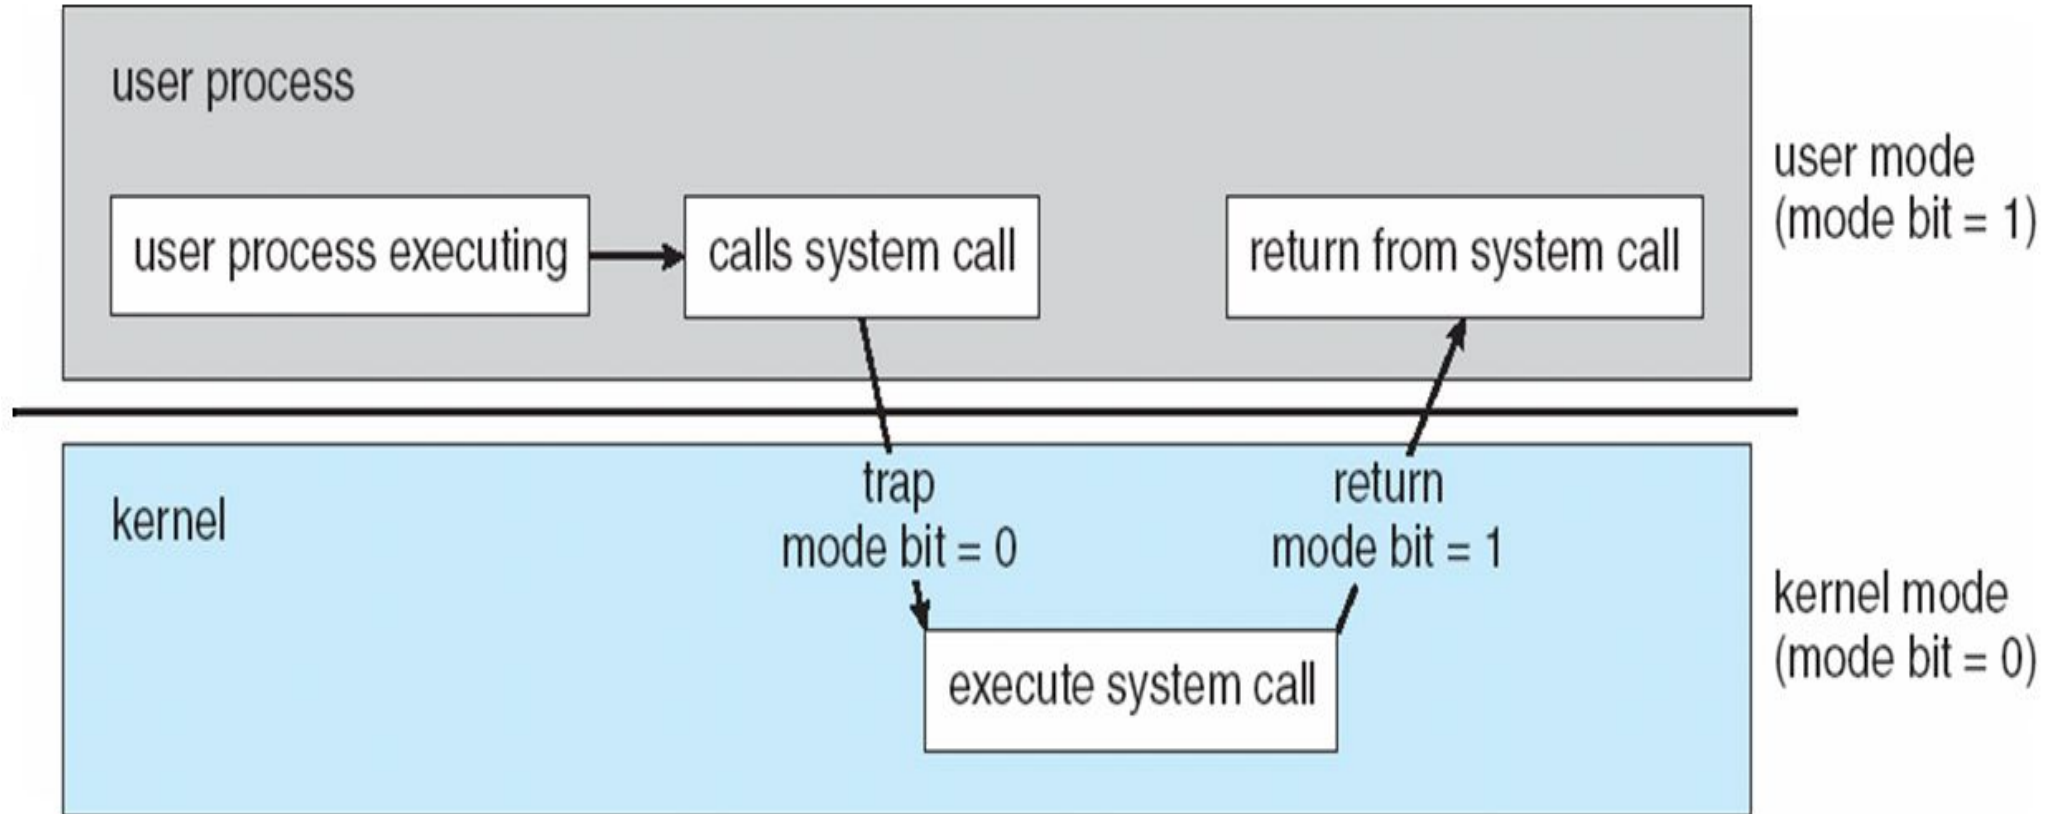 user process
user process executing
calls system call
return from system call
user mode
(mode bit = 1)
kernel
trap
mode bit = 0
return
mode bit = 1
execute system call
kernel mode
(mode bit = 0)